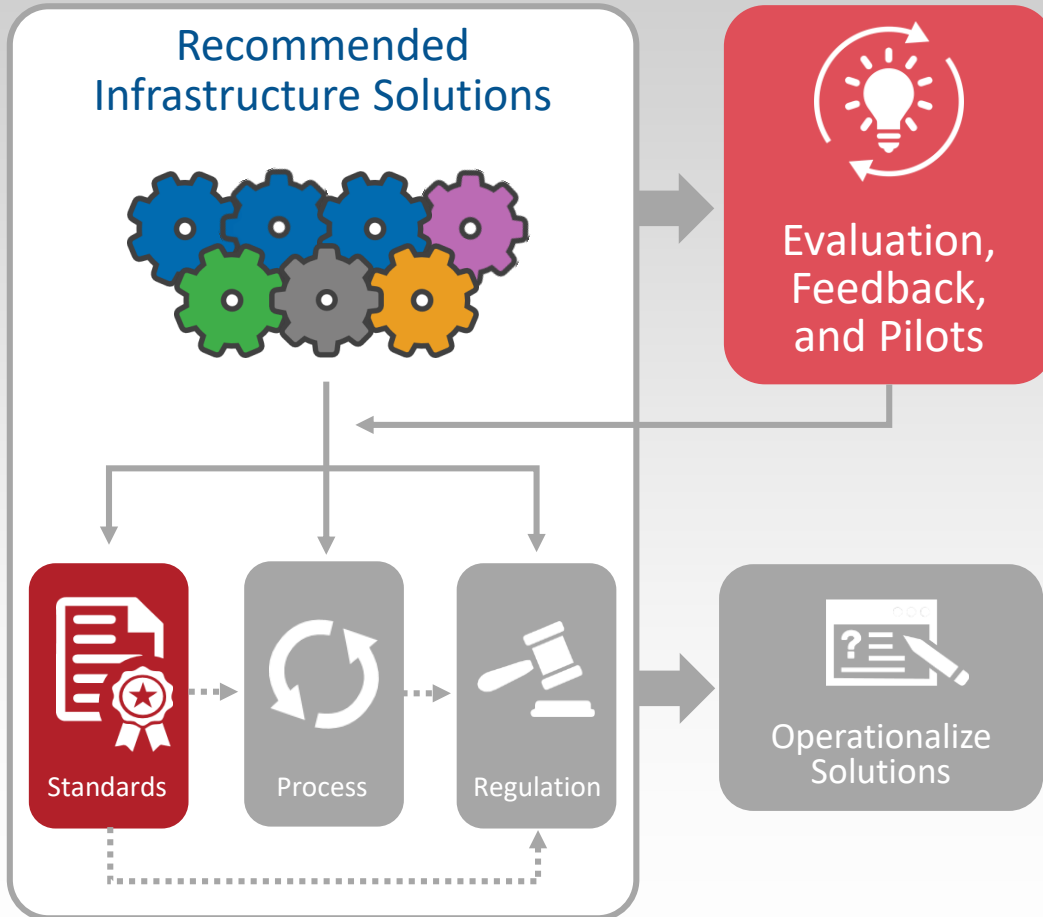 Recommended
Infrastructure Solutions
Evaluation,
Feedback,
and Pilots
Standards
Process
Regulation
?
Operationalize
Solutions